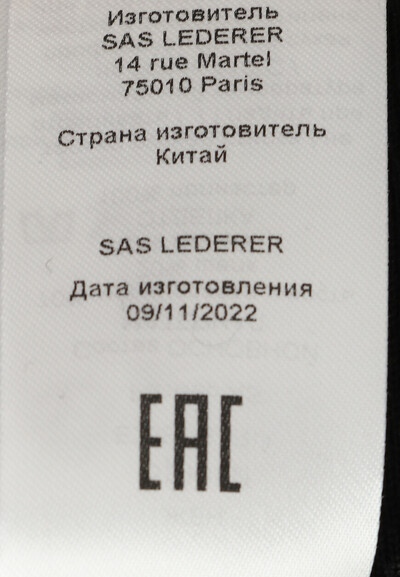 Изготовитель
SAS LEDERER
14 rue Martel
75010 Paris
Страна изготовитель
Китай
SAS LEDERER
Дата изготовления
09/11/2022
EAC